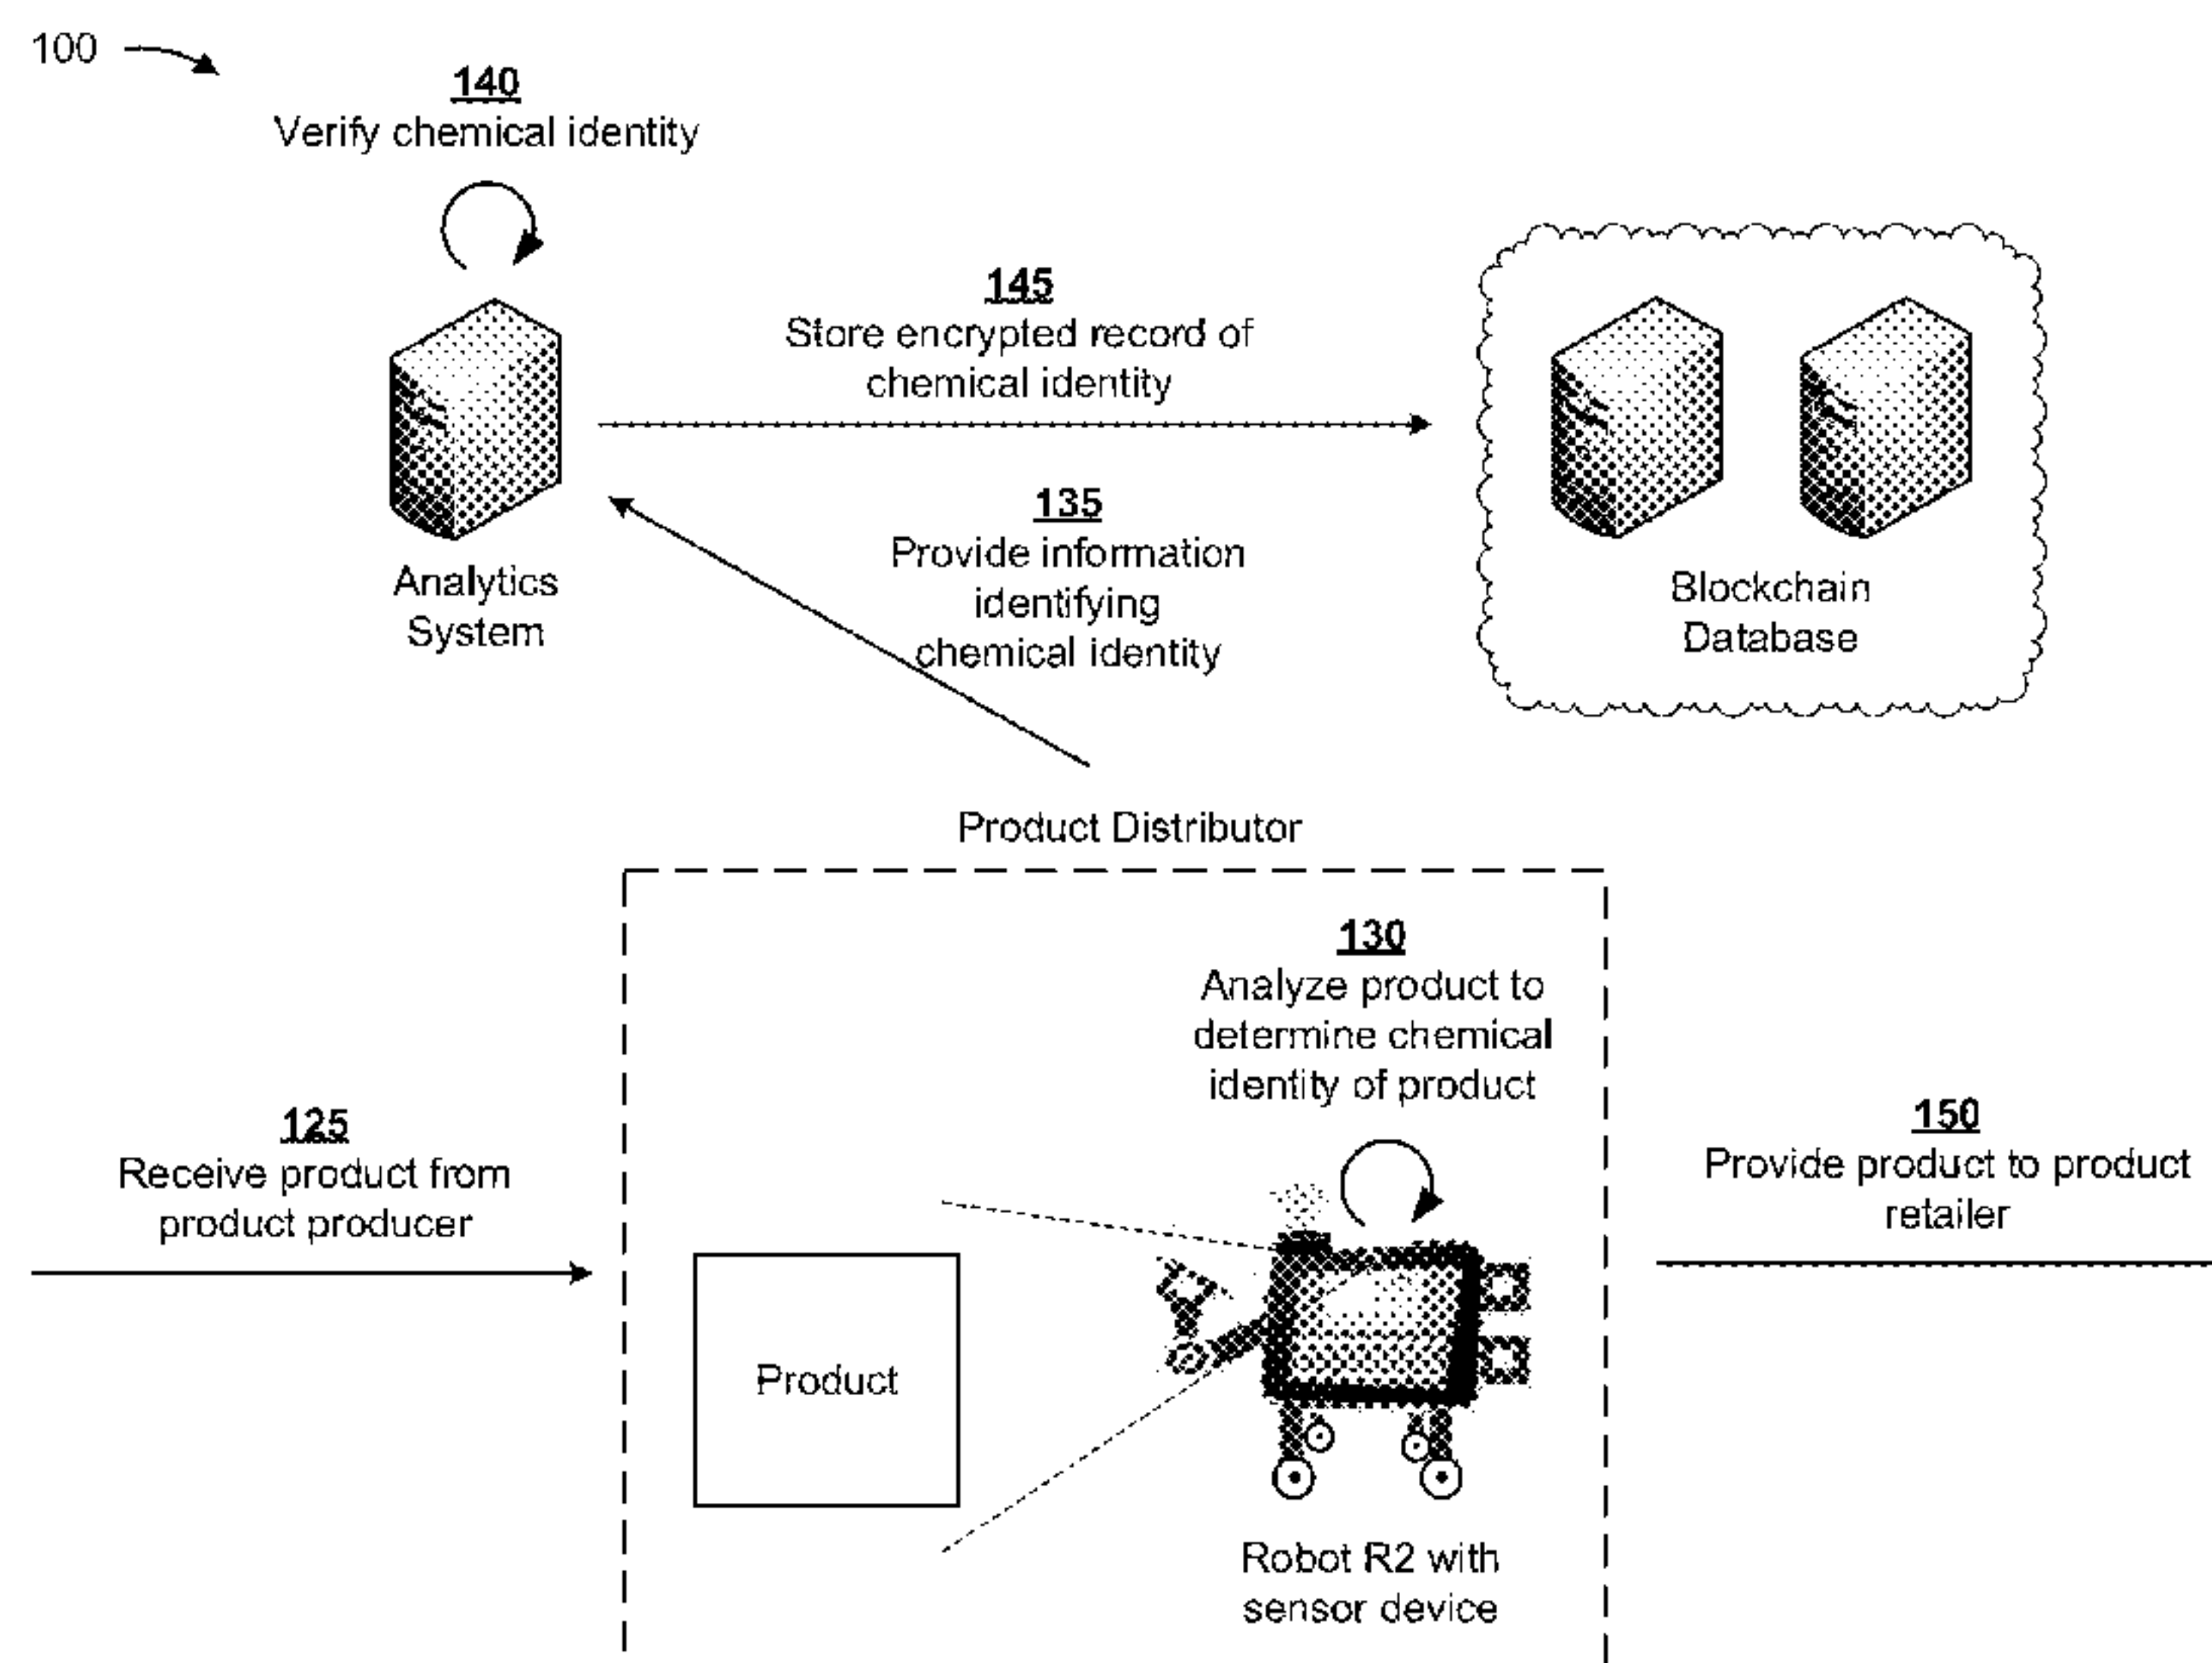 100
140
Verify chemical identity
145
Store encrypted record of
chemical identity
135
Provide information
identifying
chemical identity
Analytics
System
Blockchain
Database
Product Distributor
130
Analyze product to
determine chemical
identity of product
125
Receive product from
product producer
150
Provide product to product
retailer
Product
Robot R2 with
sensor device